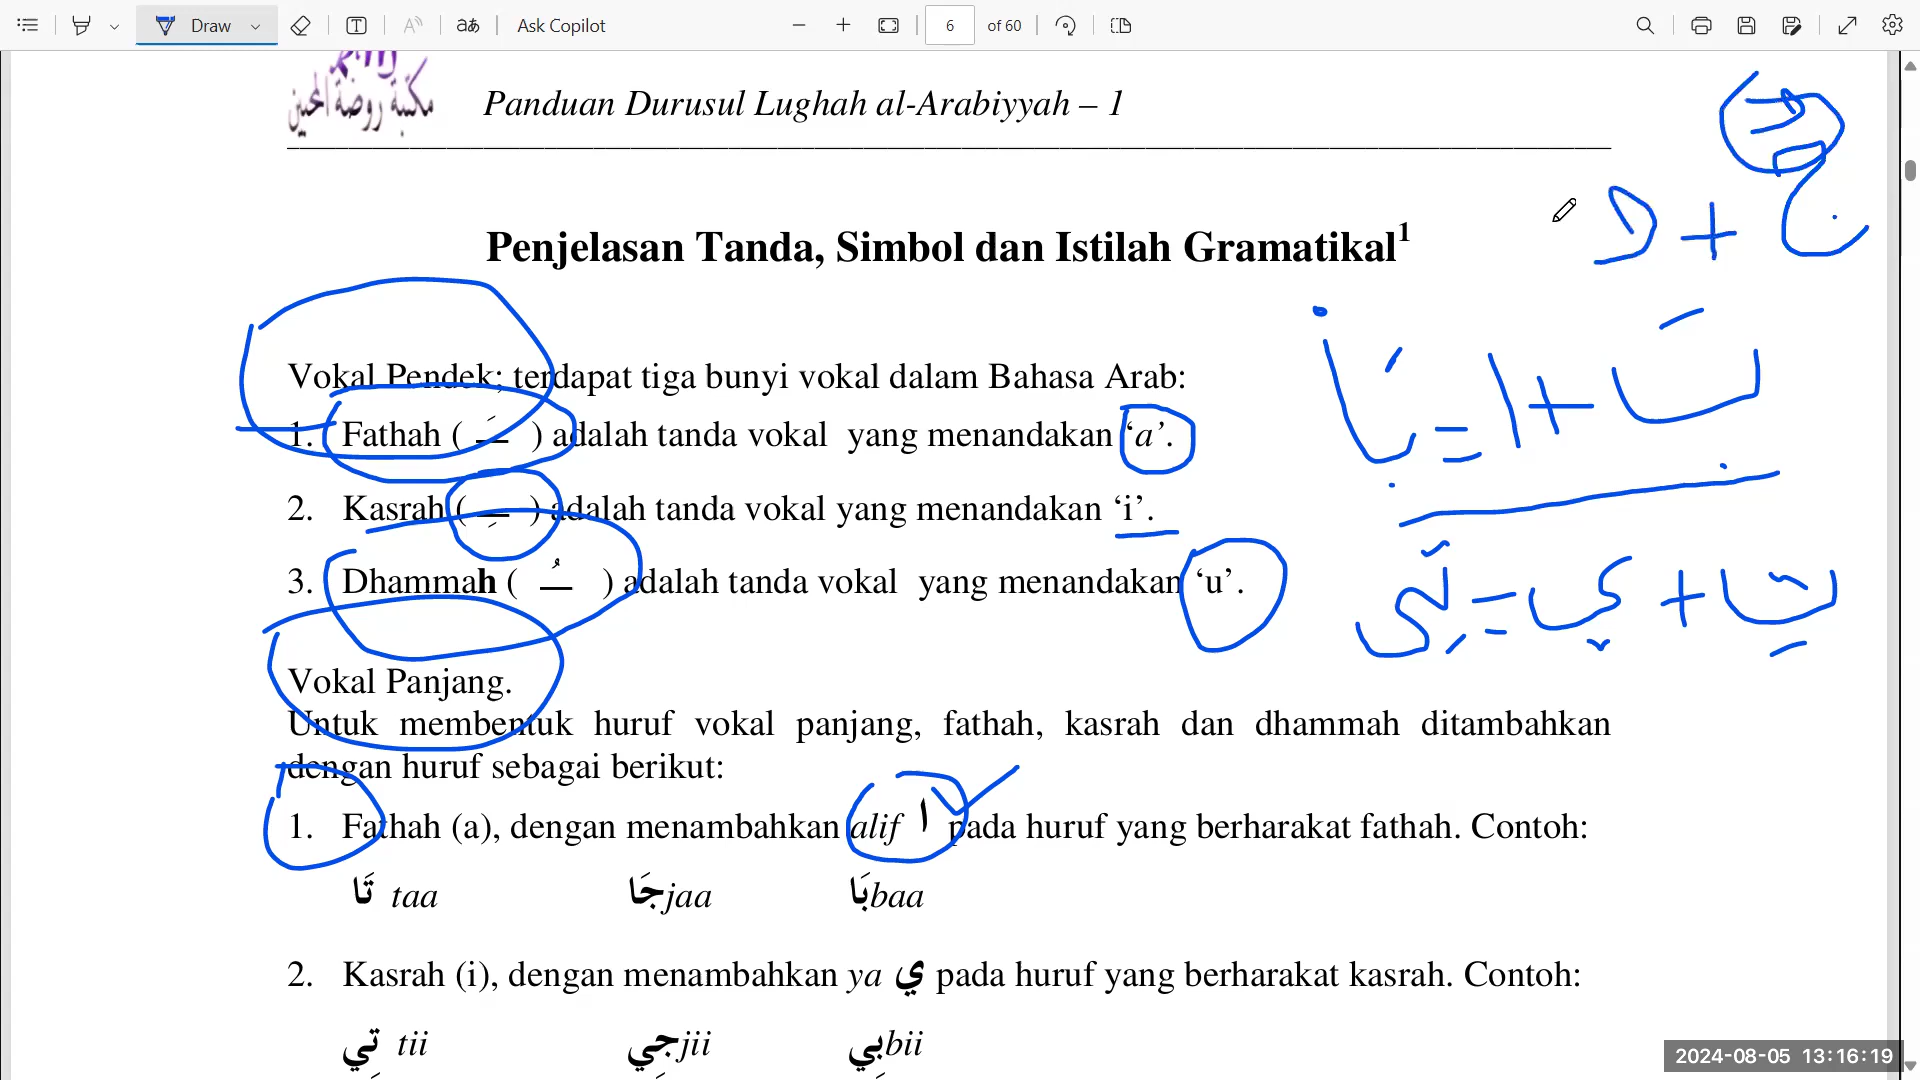 Draw
Ask Copilot
6 of 60
مكتبة روضة المحبين
Panduan Durusul Lughah al-Arabiyyah – 1
Penjelasan Tanda, Simbol dan Istilah Gramatikal1
Vokal Pendek; terdapat tiga bunyi vokal dalam Bahasa Arab:
1. Fathah ( ـَ ) adalah tanda vokal yang menandakan ‘a’.
2. Kasrah ( ـِ ) adalah tanda vokal yang menandakan ‘i’.
3. Dhammah ( ـُ ) adalah tanda vokal yang menandakan ‘u’.
Vokal Panjang.
Untuk membentuk huruf vokal panjang, fathah, kasrah dan dhammah ditambahkan
dengan huruf sebagai berikut:
1. Fathah (a), dengan menambahkan alif ا pada huruf yang berharakat fathah. Contoh:
تَا taa جَا jaa بَا baa
2. Kasrah (i), dengan menambahkan ya ي pada huruf yang berharakat kasrah. Contoh:
تِي tii جِي jii بِي bii
2024-08-05 13:16:19